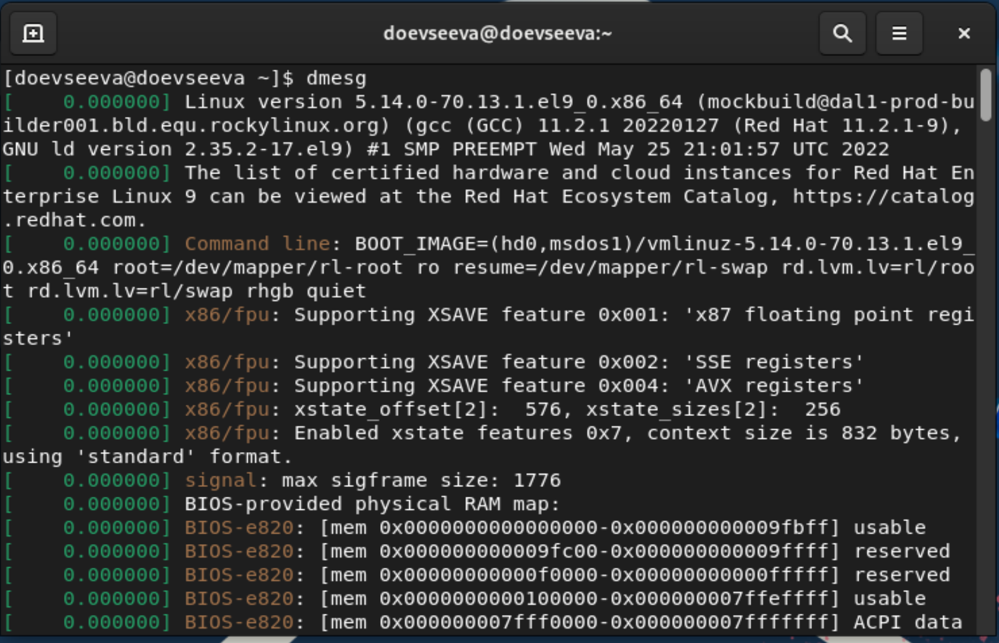 doevseeva@doevseeva:~
[doevseeva@doevseeva ~]$ dmesg
[    0.000000] Linux version 5.14.0-70.13.1.el9_0.x86_64 (mockbuild@dal1-prod-bu
ilder001.bld.equ.rockylinux.org) (gcc (GCC) 11.2.1 20220127 (Red Hat 11.2.1-9),
GNU ld version 2.35.2-17.el9) #1 SMP PREEMPT Wed May 25 21:01:57 UTC 2022
[    0.000000] The list of certified hardware and cloud instances for Red Hat En
terprise Linux 9 can be viewed at the Red Hat Ecosystem Catalog, https://catalog
.redhat.com.
[    0.000000] Command line: BOOT_IMAGE=(hd0,msdos1)/vmlinuz-5.14.0-70.13.1.el9_
0.x86_64 root=/dev/mapper/rl-root ro resume=/dev/mapper/rl-swap rd.lvm.lv=rl/roo
t rd.lvm.lv=rl/swap rhgb quiet
[    0.000000] x86/fpu: Supporting XSAVE feature 0x001: 'x87 floating point regi
sters'
[    0.000000] x86/fpu: Supporting XSAVE feature 0x002: 'SSE registers'
[    0.000000] x86/fpu: Supporting XSAVE feature 0x004: 'AVX registers'
[    0.000000] x86/fpu: xstate_offset[2]:  576, xstate_sizes[2]:  256
[    0.000000] x86/fpu: Enabled xstate features 0x7, context size is 832 bytes,
using 'standard' format.
[    0.000000] signal: max sigframe size: 1776
[    0.000000] BIOS-provided physical RAM map:
[    0.000000] BIOS-e820: [mem 0x0000000000000000-0x000000000009fbff] usable
[    0.000000] BIOS-e820: [mem 0x000000000009fc00-0x000000000009ffff] reserved
[    0.000000] BIOS-e820: [mem 0x00000000000f0000-0x00000000000fffff] reserved
[    0.000000] BIOS-e820: [mem 0x0000000000100000-0x000000007ffeffff] usable
[    0.000000] BIOS-e820: [mem 0x000000007fff0000-0x000000007fffffff] ACPI data